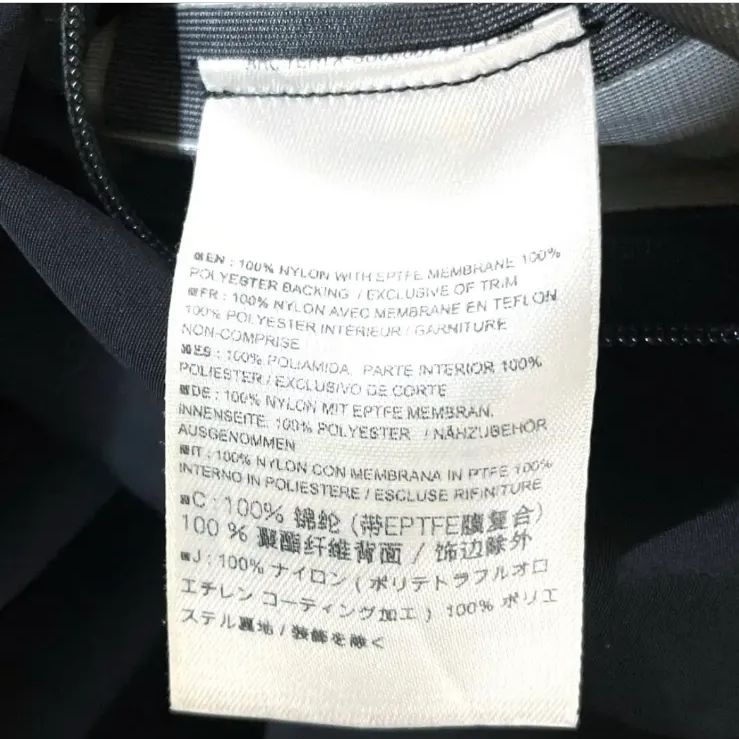 EN : 100% NYLON WITH EPTFE MEMBRANE 100%
POLYESTER BACKING / EXCLUSIVE OF TRIM
FR : 100% NYLON AVEC MEMBRANE EN TEFLON
100% POLYESTER INTERIEUR / GARNITURE
NON-COMPRISE
ES : 100% POLIAMIDA, PARTE INTERIOR 100%
POLIESTER / EXCLUSIVO DE CORTE
DE : 100% NYLON MIT EPTFE MEMBRAN,
INNENSEITE, 100% POLYESTER / NÄHZUBEHÖR
AUSGENOMMEN
IT : 100% NYLON CON MEMBRANA IN PTFE 100%
INTERNO IN POLIESTERE / ESCLUSE RIFINITURE
C : 100% 锦纶 (带EPTFE膜复合)
100 % 聚酯纤维背面 / 饰边除外
J : 100% ナイロン ( ポリテトラフルオロ
エチレン コーティング加工 ) 100% ポリエ
ステル裏地 / 装飾を除く